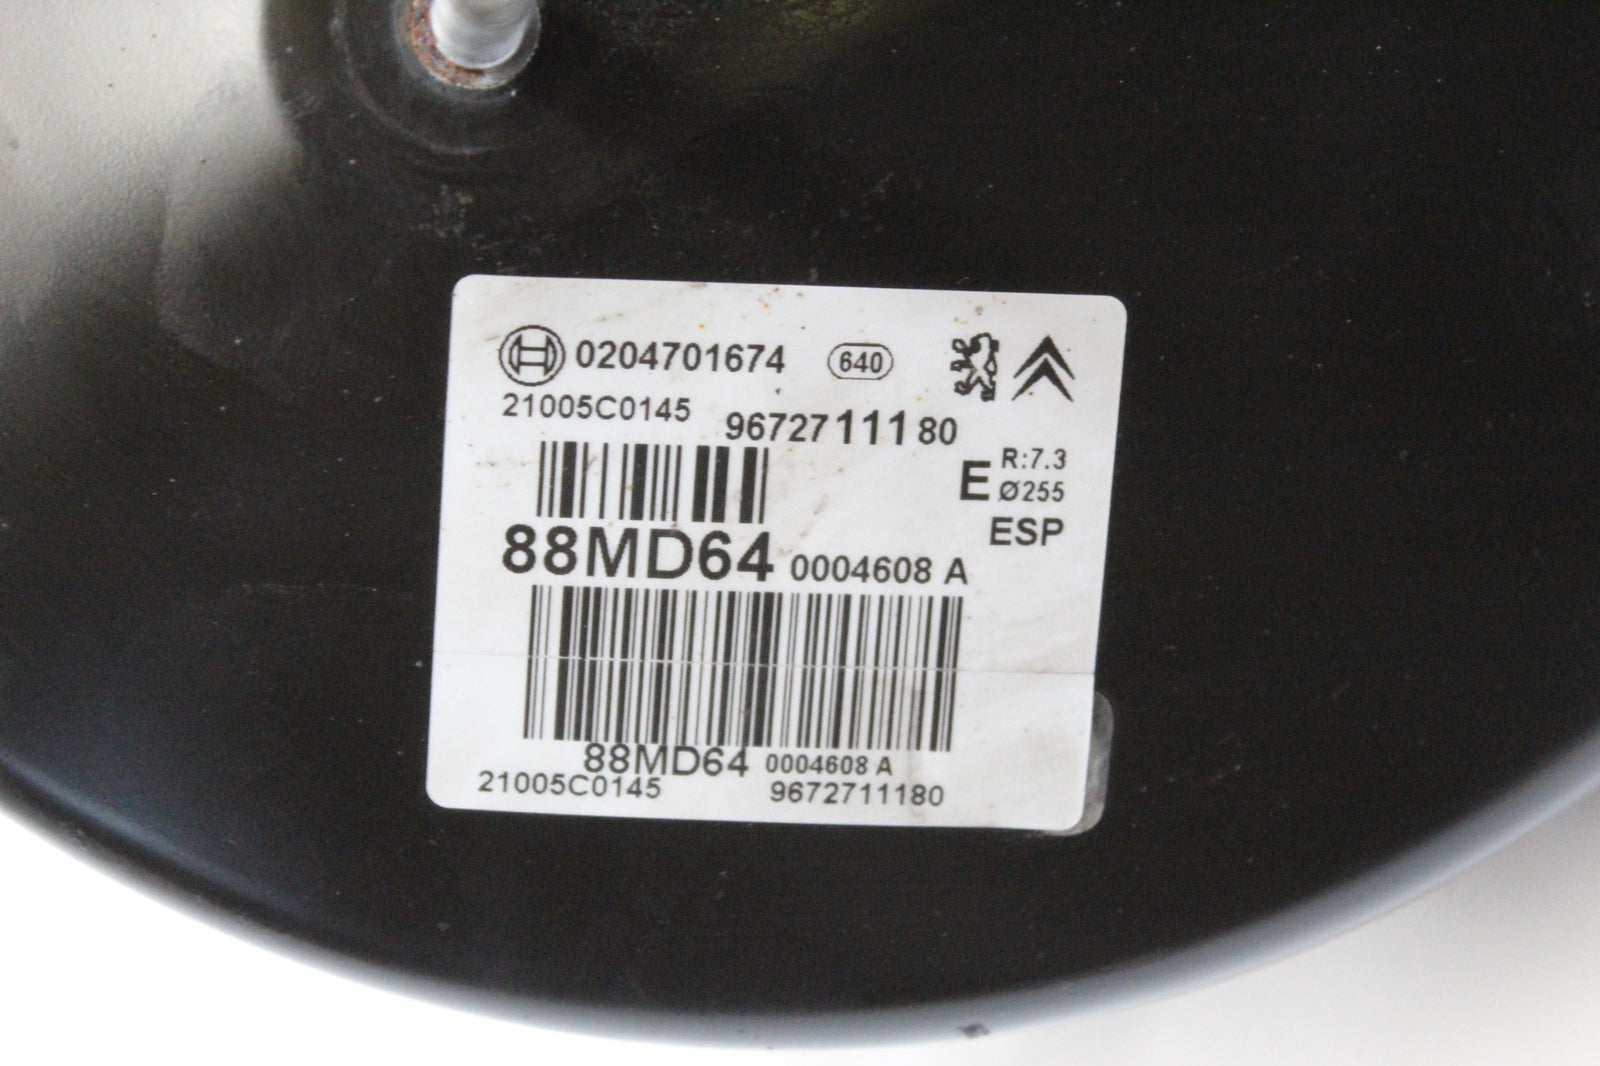 0204701674 640
21005C0145 9672711180
E R:7.3
Ø255
ESP
88MD64 0004608 A
88MD64 0004608 A
21005C0145 9672711180